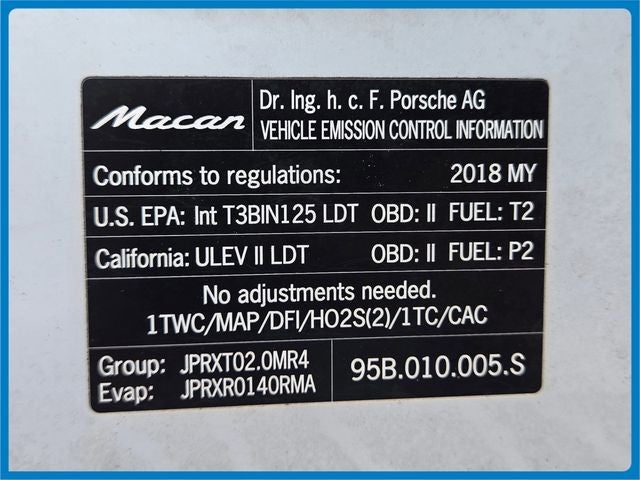 Macan
Dr. Ing. h. c. F. Porsche AG
VEHICLE EMISSION CONTROL INFORMATION
Conforms to regulations: 2018 MY
U.S. EPA: Int T3BIN125 LDT OBD: II FUEL: T2
California: ULEV II LDT OBD: II FUEL: P2
No adjustments needed.
1TWC/MAP/DFI/HO2S(2)/1TC/CAC
Group: JPRXT02.0MR4
Evap: JPRXR0140RMA
95B.010.005.S